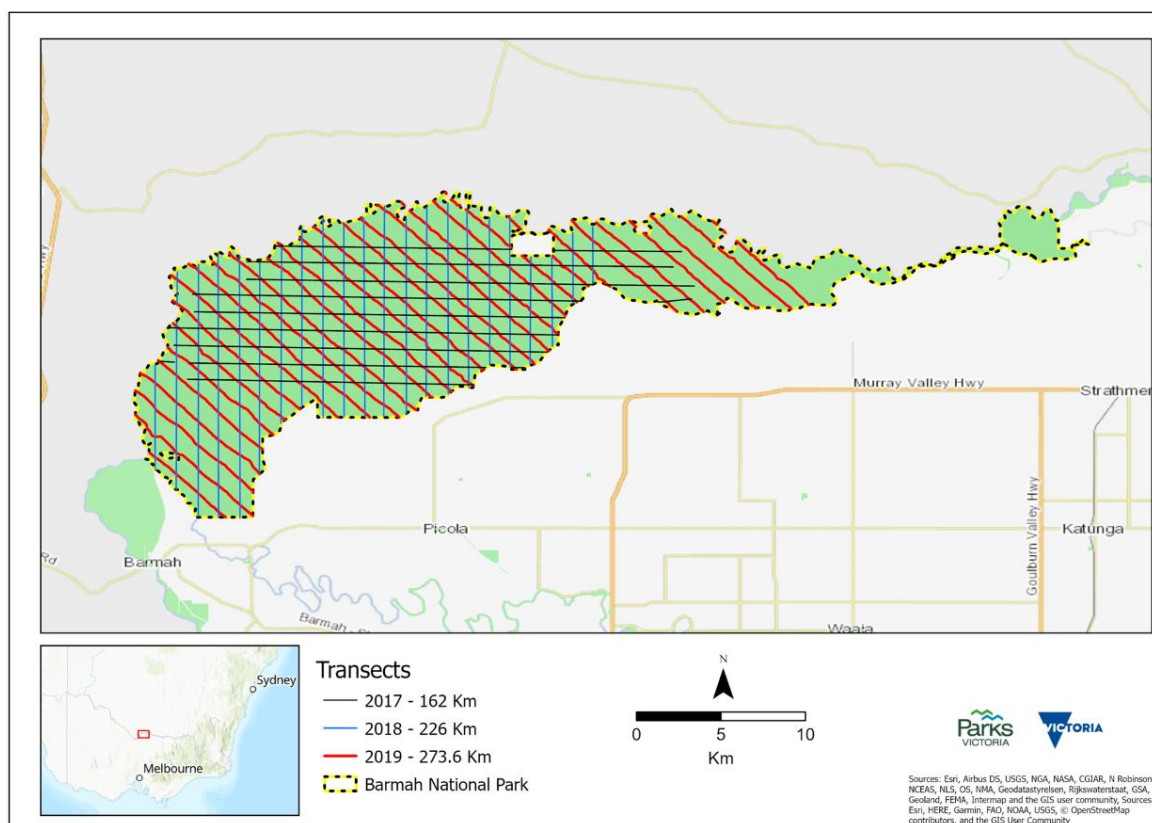 Murray Valley Hwy
Strathmer
Goulburn Valley Hwy
Picola
Katunga
Rd
Barmah
Waaia
Sydney
Melbourne
Transects
2017 - 162 Km
2018 - 226 Km
2019 - 273.6 Km
Barmah National Park
N
0 5 10
Km
Parks
VICTORIA
VICTORIA
Sources: Esri, Airbus DS, USGS, NGA, NASA, CGIAR, N Robinson,
NCEAS, NLS, OS, NMA, Geodatastyrelsen, Rijkswaterstaat, GSA,
Geoland, FEMA, Intermap and the GIS user community, Sources:
Esri, HERE, Garmin, FAO, NOAA, USGS, © OpenStreetMap
contributors, and the GIS User Community